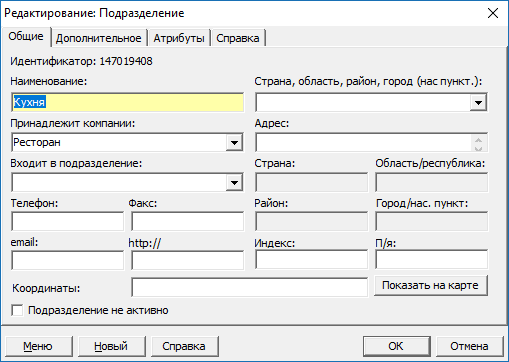 Редактирование: Подразделение
Общие Дополнительное Атрибуты Справка
Идентификатор: 147019408
Наименование: Страна, область, район, город (нас пункт.):
Кухня
Принадлежит компании: Адрес:
Ресторан
Входит в подразделение: Страна: Область/республика:
Телефон: Факс: Район: Город/нас. пункт:
email: http:// Индекс: П/я:
Координаты: Показать на карте
Подразделение не активно
Меню Новый Справка ОК Отмена